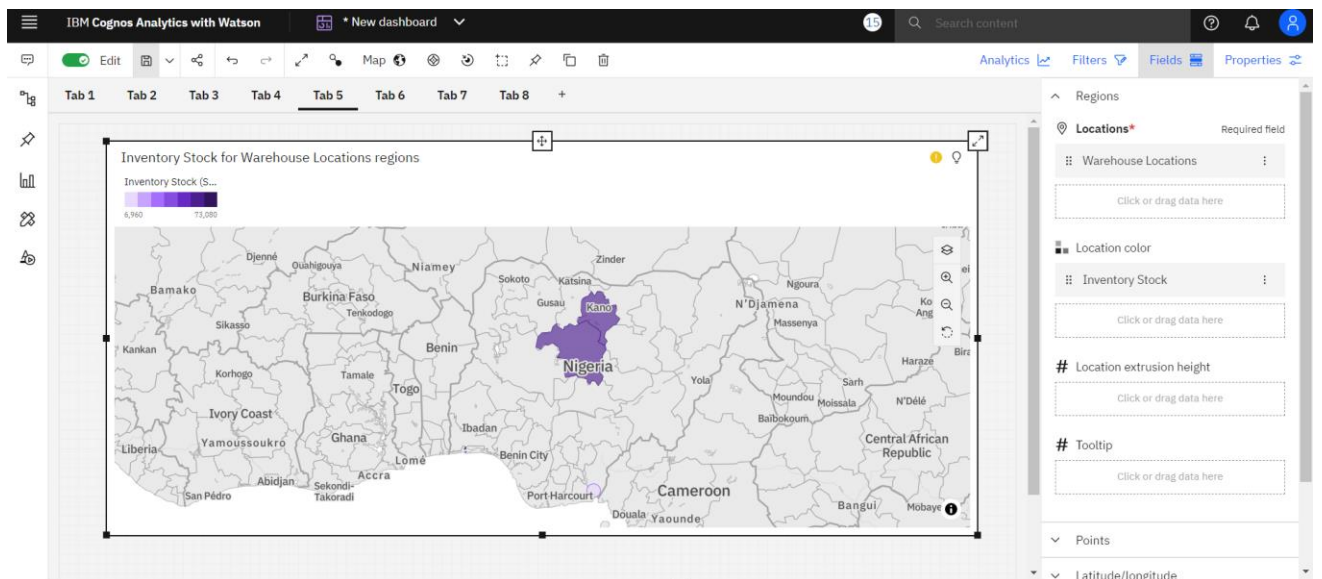 IBM Cognos Analytics with Watson
* New dashboard
15
Search content
Edit
Map
Analytics
Filters
Fields
Properties
Tab 1
Tab 2
Tab 3
Tab 4
Tab 5
Tab 6
Tab 7
Tab 8
+
Inventory Stock for Warehouse Locations regions
Inventory Stock (S...
6,960 73,080
Djenné
Ouahigouya
Niamey
Zinder
Bamako
Burkina Faso
Tenkodogo
Sokoto
Katsina
Ngoura
Gusau
Kano
N'Djamena
Ko
Ang
Sikasso
Massenya
Kankan
Benin
Bira
Haraze
Korhogo
Tamale
Togo
Nigeria
Yola
Sarh
Moundou
Moissala
N'Délé
Ivory Coast
Baïbokoum
Ibadan
Yamoussoukro
Ghana
Central African
Republic
Liberia
Lomé
Benin City
Abidjan
Accra
San Pédro
Sekondi-
Takoradi
Port Harcourt
Cameroon
Bangui
Mobaye
Douala
Yaounde
Regions
Locations*
Required field
Warehouse Locations
Click or drag data here
Location color
Inventory Stock
Click or drag data here
# Location extrusion height
Click or drag data here
# Tooltip
Click or drag data here
Points
Latitude/longitude